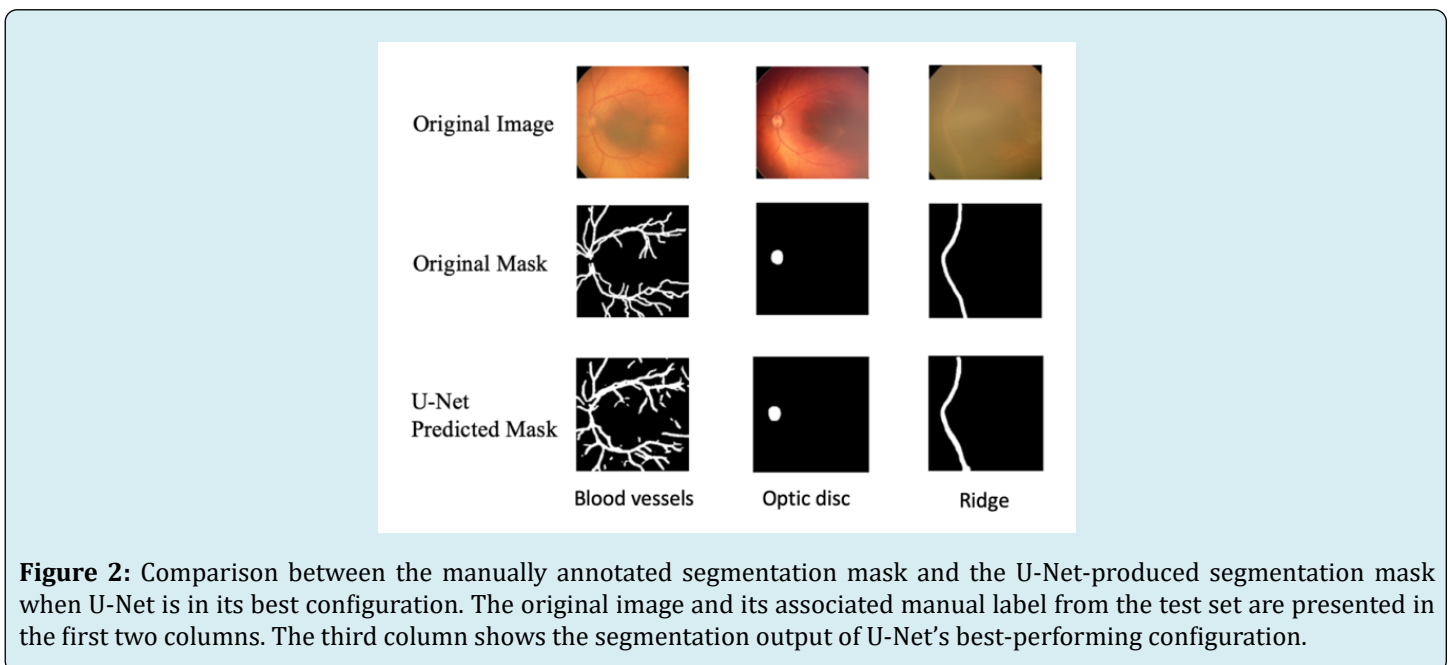 Original Image
Original Mask
U-Net
Predicted Mask
Blood vessels Optic disc Ridge
Figure 2: Comparison between the manually annotated segmentation mask and the U-Net-produced segmentation mask
when U-Net is in its best configuration. The original image and its associated manual label from the test set are presented in
the first two columns. The third column shows the segmentation output of U-Net's best-performing configuration.